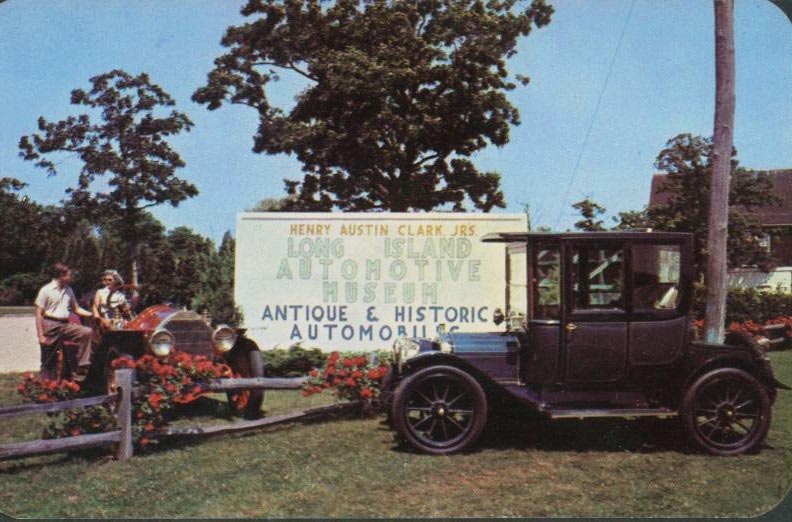 HENRY AUSTIN CLARK JRS.
LONG ISLAND
AUTOMOTIVE
MUSEUM
ANTIQUE & HISTORIC
AUTOMOBILES